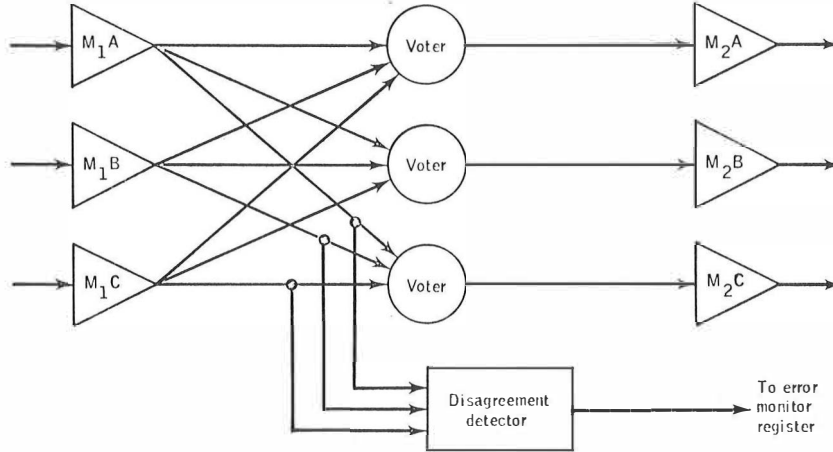 M1A
Voter
M2A
M1B
Voter
M2B
M1C
Voter
M2C
Disagreement
detector
To error
monitor
register